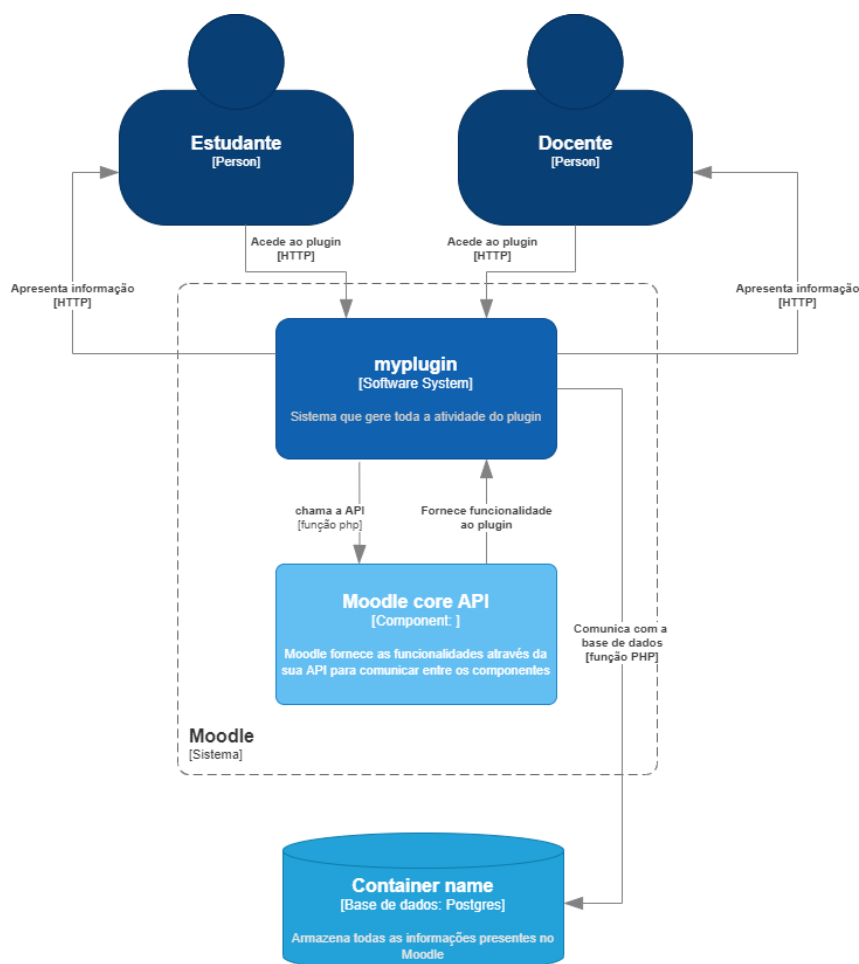 Estudante
[Person]
Docente
[Person]
Acede ao plugin
[HTTP]
Acede ao plugin
[HTTP]
Apresenta informação
[HTTP]
Apresenta informação
[HTTP]
myplugin
[Software System]
Sistema que gere toda a atividade do plugin
chama a API
[função php]
Fornece funcionalidade
ao plugin
Moodle core API
[Component: ]
Moodle fornece as funcionalidades através da
sua API para comunicar entre os componentes
Comunica com a
base de dados
[função PHP]
Moodle
[Sistema]
Container name
[Base de dados: Postgres]
Armazena todas as informações presentes no
Moodle